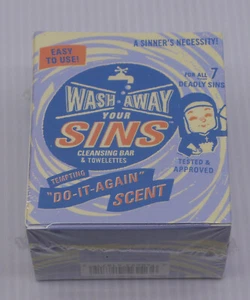 A SINNER'S NECESSITY!
EASY
TO USE!
WASH-AWAY
YOUR
SINS
CLEANSING BAR
& TOWELETTES
FOR ALL 7
DEADLY SINS
TESTED &
APPROVED
TEMPTING
"DO-IT-AGAIN"
SCENT